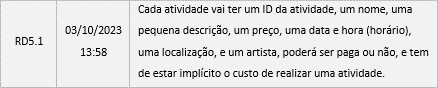 RD5.1
03/10/2023
13:58
Cada atividade vai ter um ID da atividade, um nome, uma
pequena descrição, um preço, uma data e hora (horário),
uma localização, e um artista, poderá ser paga ou não, e tem
de estar implícito o custo de realizar uma atividade.